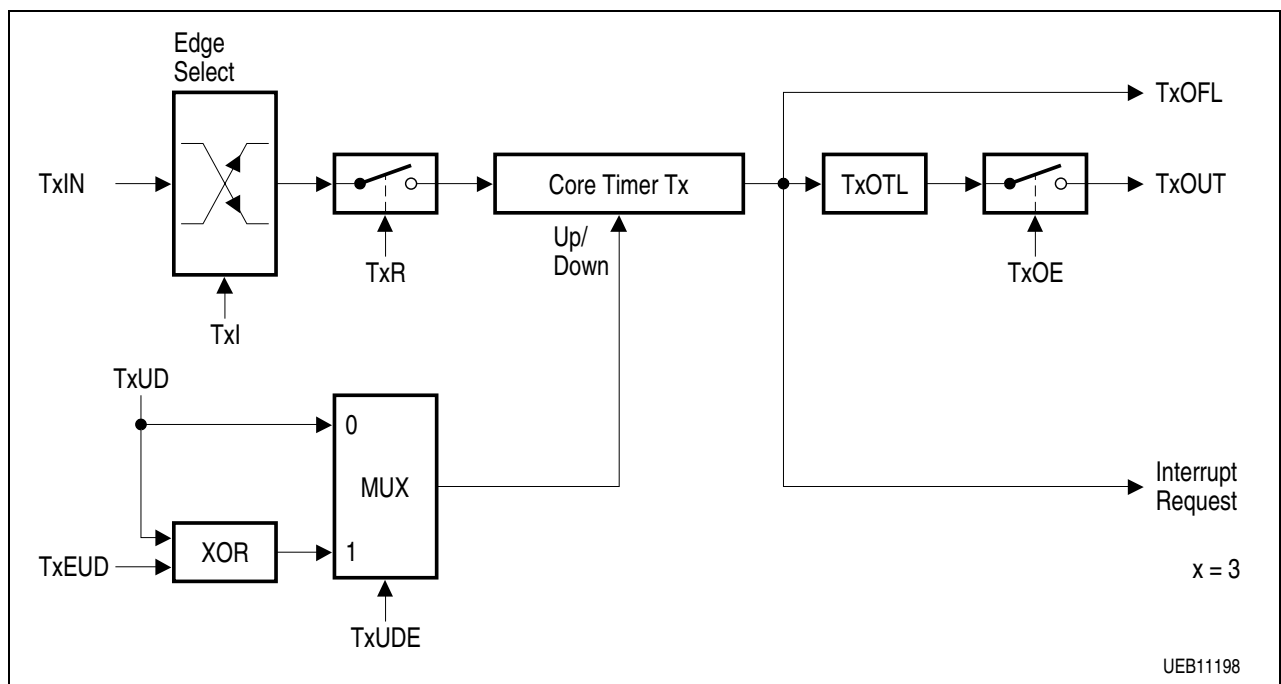 Edge
Select
TxOFL
TxIN
Core Timer Tx
TxOTL
TxOUT
Up/
Down
TxR
TxOE
TxI
TxUD
0
MUX
Interrupt
Request
XOR
1
TxEUD
x = 3
TxUDE
UEB11198